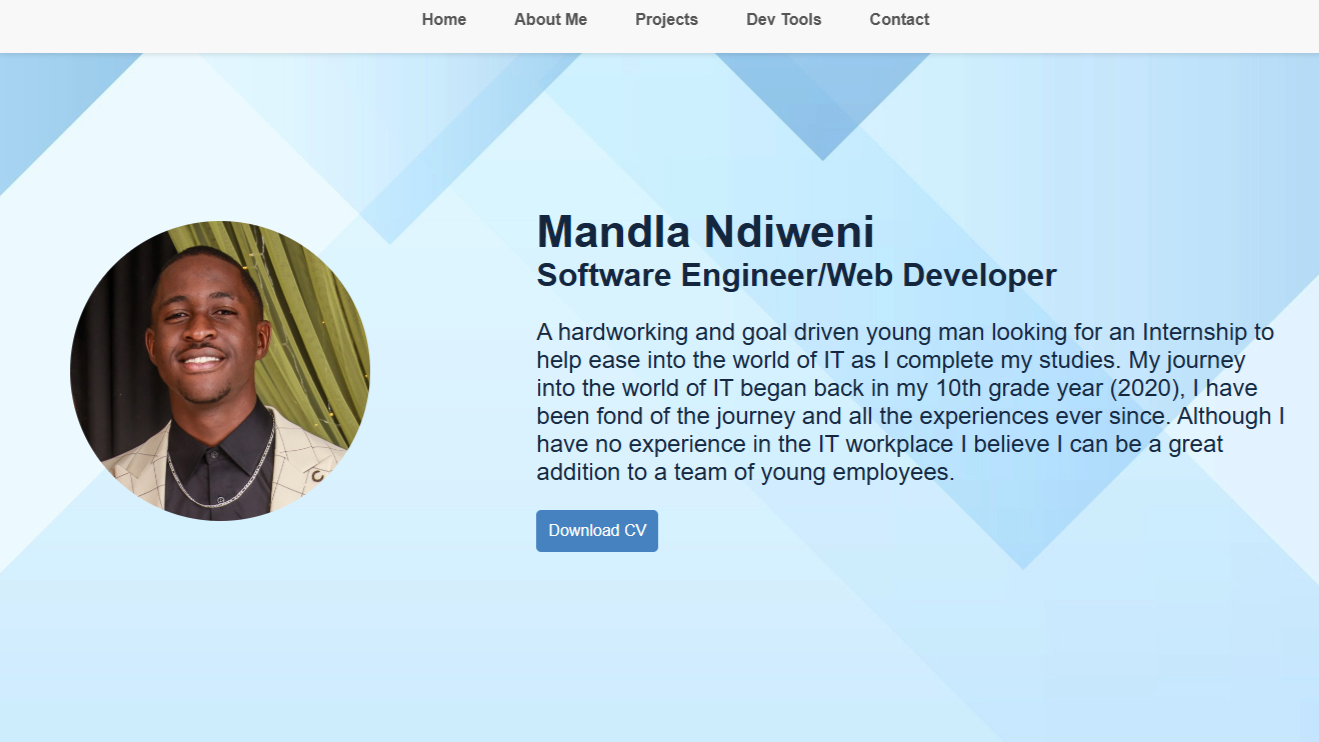 Home About Me Projects Dev Tools Contact
Mandla Ndiweni
Software Engineer/Web Developer
A hardworking and goal driven young man looking for an Internship to
help ease into the world of IT as I complete my studies. My journey
into the world of IT began back in my 10th grade year (2020), I have
been fond of the journey and all the experiences ever since. Although I
have no experience in the IT workplace I believe I can be a great
addition to a team of young employees.
Download CV